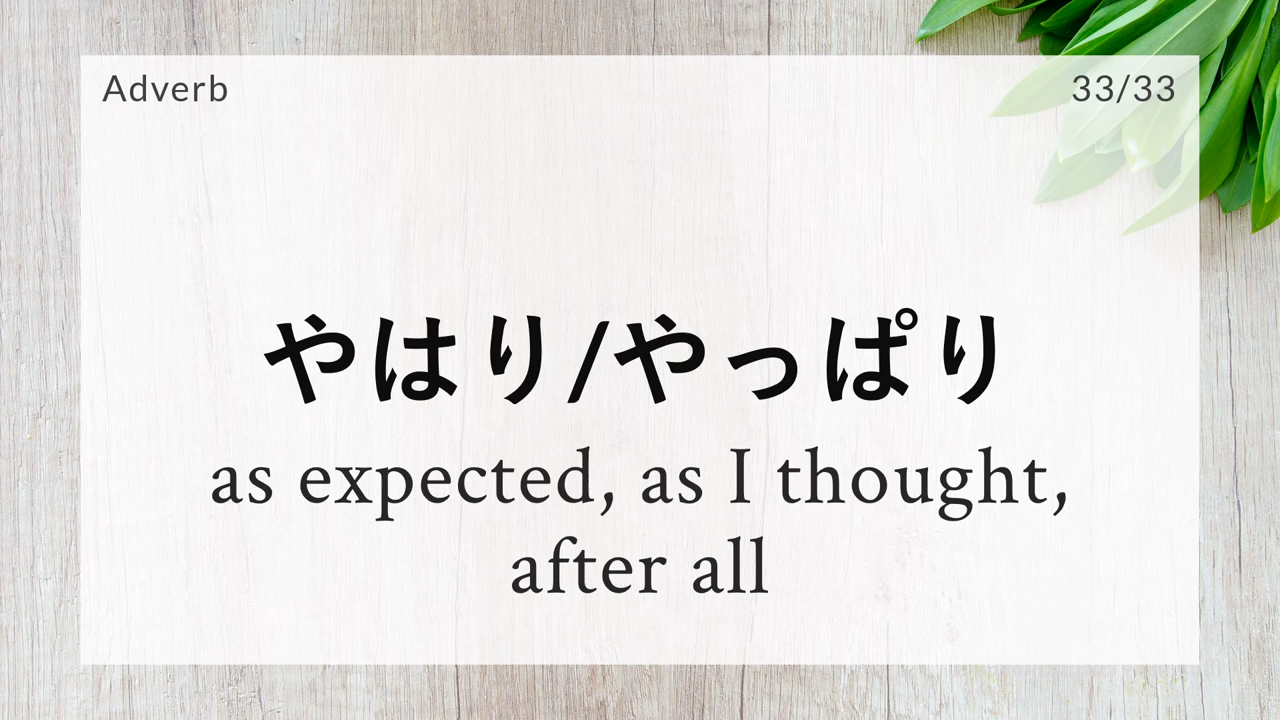 Adverb
33/33
やはり/やっぱり
as expected, as I thought,
after all